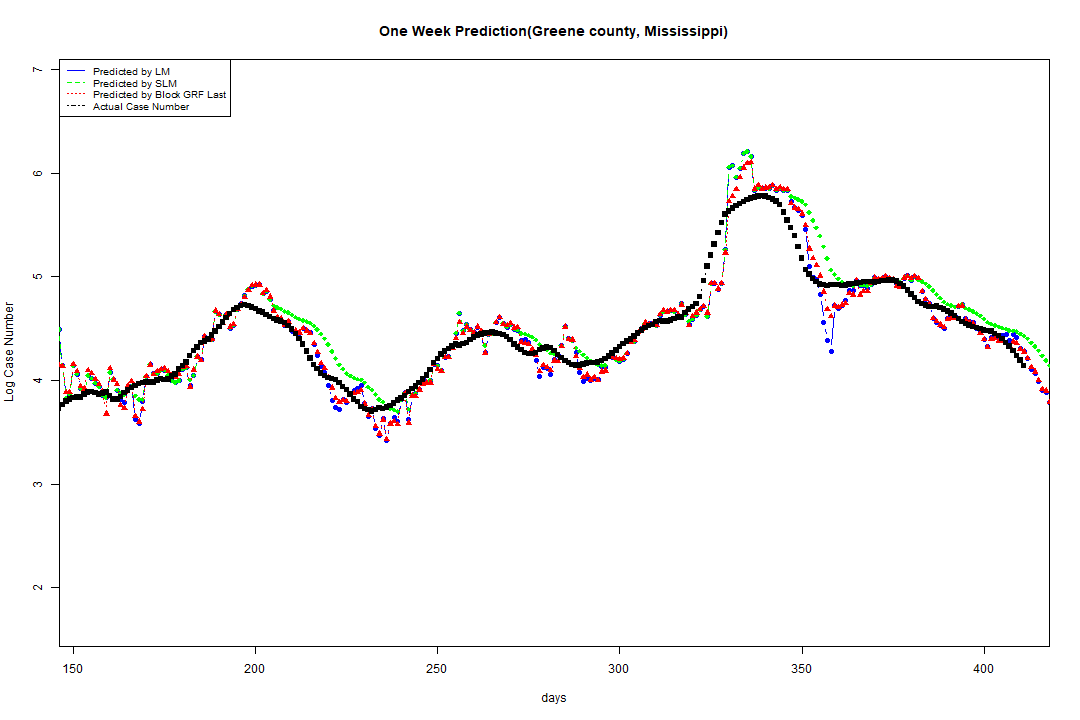 One Week Prediction(Greene county, Mississippi)
Predicted by LM
Predicted by SLM
Predicted by Block GRF Last
Actual Case Number
7
6
5
4
3
2
Log Case Number
150 200 250 300 350 400
days